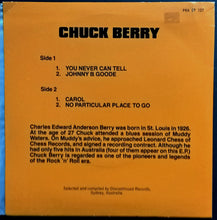 PRX LP 107
CHUCK BERRY
Side 1
1. YOU NEVER CAN TELL
2. JOHNNY B. GOODE
Side 2
1. CAROL
2. NO PARTICULAR PLACE TO GO
Charles Edward Anderson Berry was born in St. Louis in 1926.
At the age of 27 Chuck attended a blues session of Muddy
Waters. On Muddy's advice, he approached Leonard Chess of
Chess Records, and signed a recording contract. Although he
had only five hits in Australia (four of them appear on this E.P.)
Chuck Berry is regarded as one of the pioneers and legends
of the Rock 'n' Roll era.
Selected and compiled by Discontinued Records,
Sydney, Australia